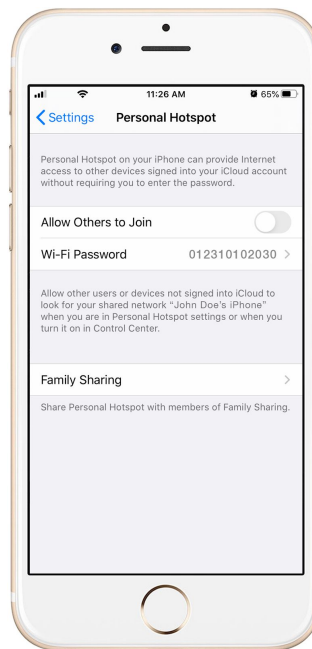 11:26 AM 65%
Settings Personal Hotspot
Personal Hotspot on your iPhone can provide Internet
access to other devices signed into your iCloud account
without requiring you to enter the password.
Allow Others to Join
Wi-Fi Password 012310102030
Allow other users or devices not signed into iCloud to
look for your shared network “John Doe’s iPhone”
when you are in Personal Hotspot settings or when you
turn it on in Control Center.
Family Sharing
Share Personal Hotspot with members of Family Sharing.